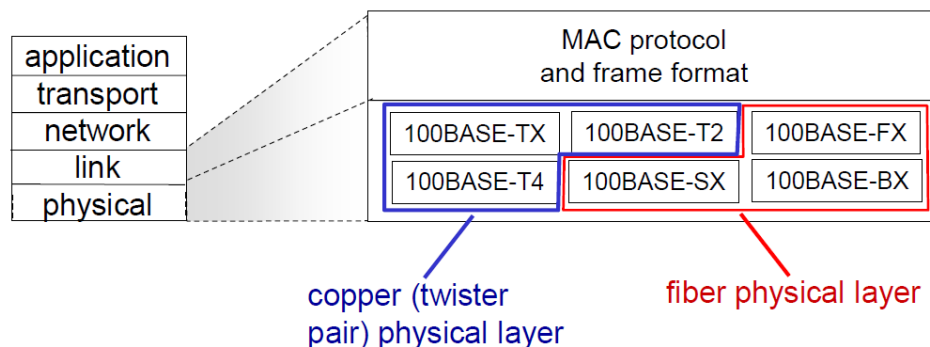 application
transport
network
link
physical
MAC protocol
and frame format
100BASE-TX
100BASE-T2
100BASE-FX
100BASE-T4
100BASE-SX
100BASE-BX
copper (twister
pair) physical layer
fiber physical layer